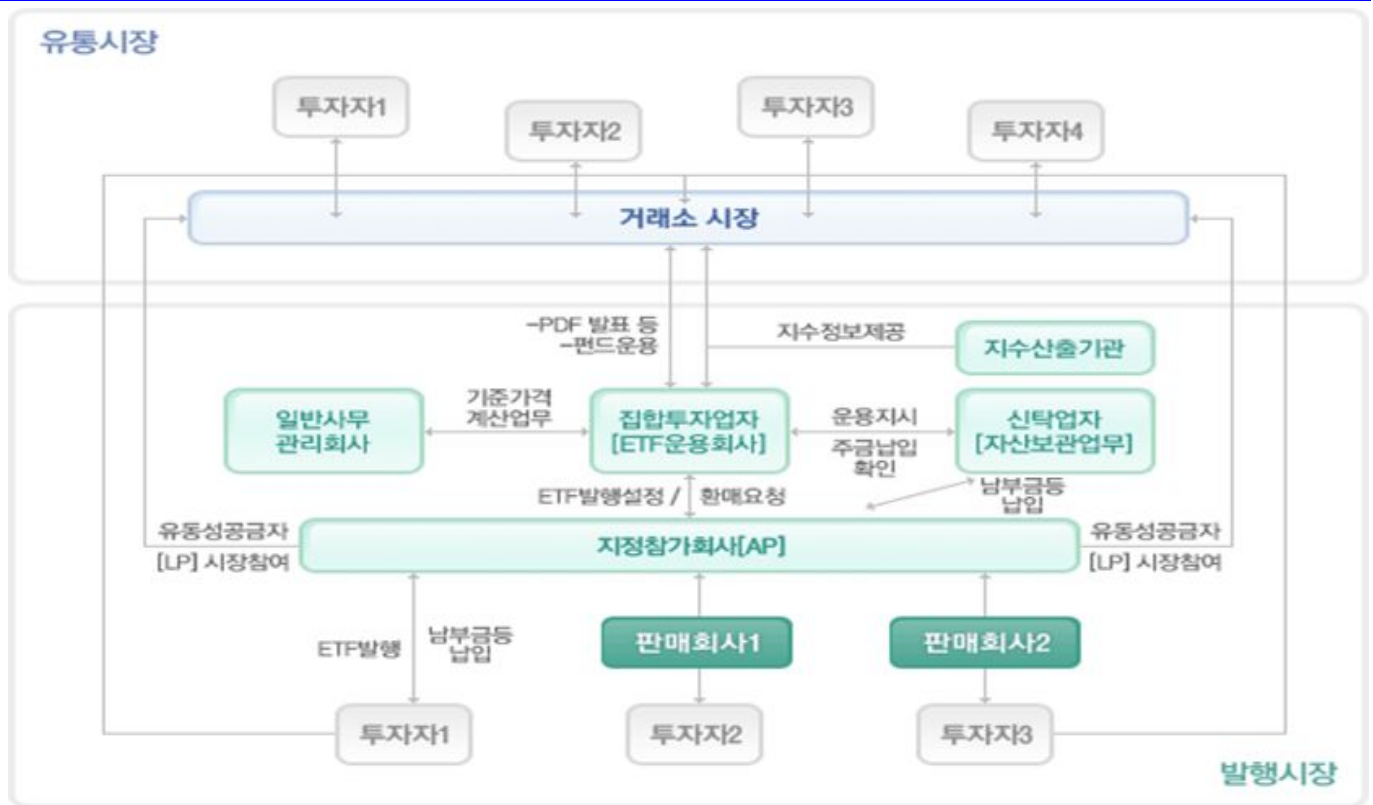 유통시장
투자자1
투자자2
투자자3
투자자4
거래소 시장
-PDF 발표 등
-펀드운용
지수정보제공
지수산출기관
일반사무
관리회사
기준가격
계산업무
집합투자업자
[ETF운용회사]
운용지시
주금납입
확인
신탁업자
[자산보관업무]
ETF발행설정 / 환매요청
남부금등
납입
유동성공급자
[LP] 시장참여
지정참가회사[AP]
유동성공급자
[LP] 시장참여
ETF발행
남부금등
납입
판매회사1
판매회사2
투자자1
투자자2
투자자3
발행시장